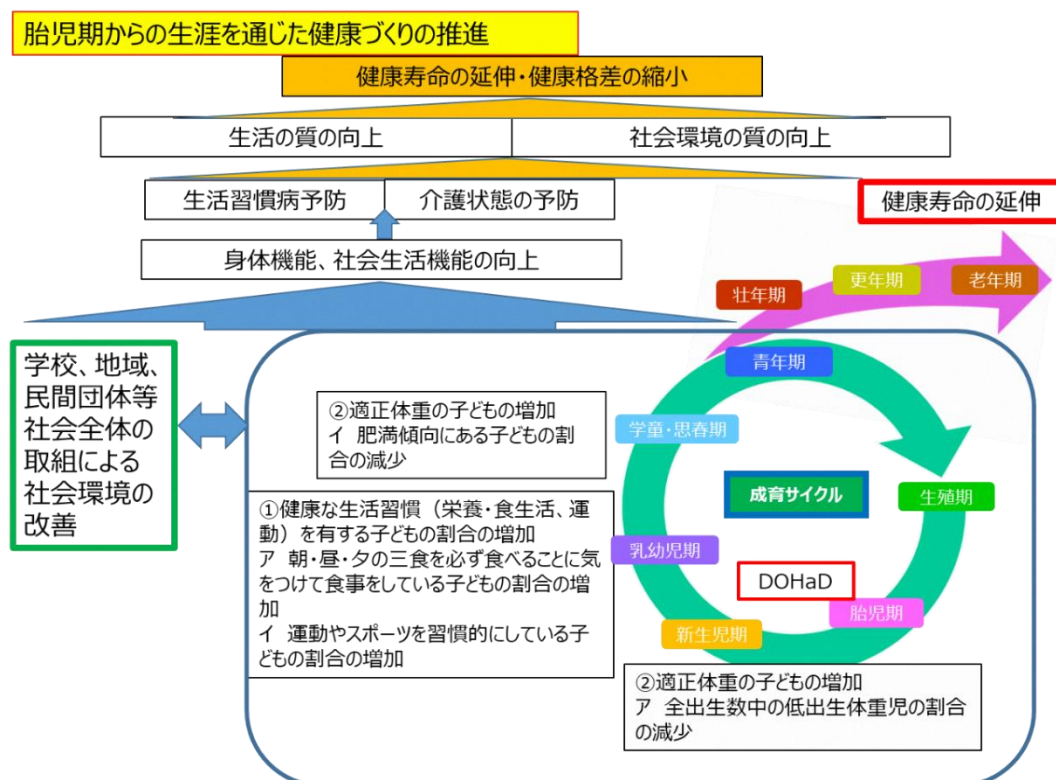 胎児期からの生涯を通じた健康づくりの推進
健康寿命の延伸・健康格差の縮小
生活の質の向上
社会環境の質の向上
生活習慣病予防
介護状態の予防
健康寿命の延伸
身体機能、社会生活機能の向上
壮年期
更年期
老年期
学校、地域、
民間団体等
社会全体の
取組による
社会環境の
改善
青年期
②適正体重の子どもの増加
イ 肥満傾向にある子どもの割
合の減少
学童・思春期
成育サイクル
生殖期
①健康な生活習慣（栄養・食生活、運
動）を有する子どもの割合の増加
ア 朝・昼・夕の三食を必ず食べることに気
をつけて食事をしている子どもの割合の増
加
イ 運動やスポーツを習慣的にしている子
どもの割合の増加
乳幼児期
DOHaD
胎児期
新生児期
②適正体重の子どもの増加
ア 全出生数中の低出生体重児の割合
の減少